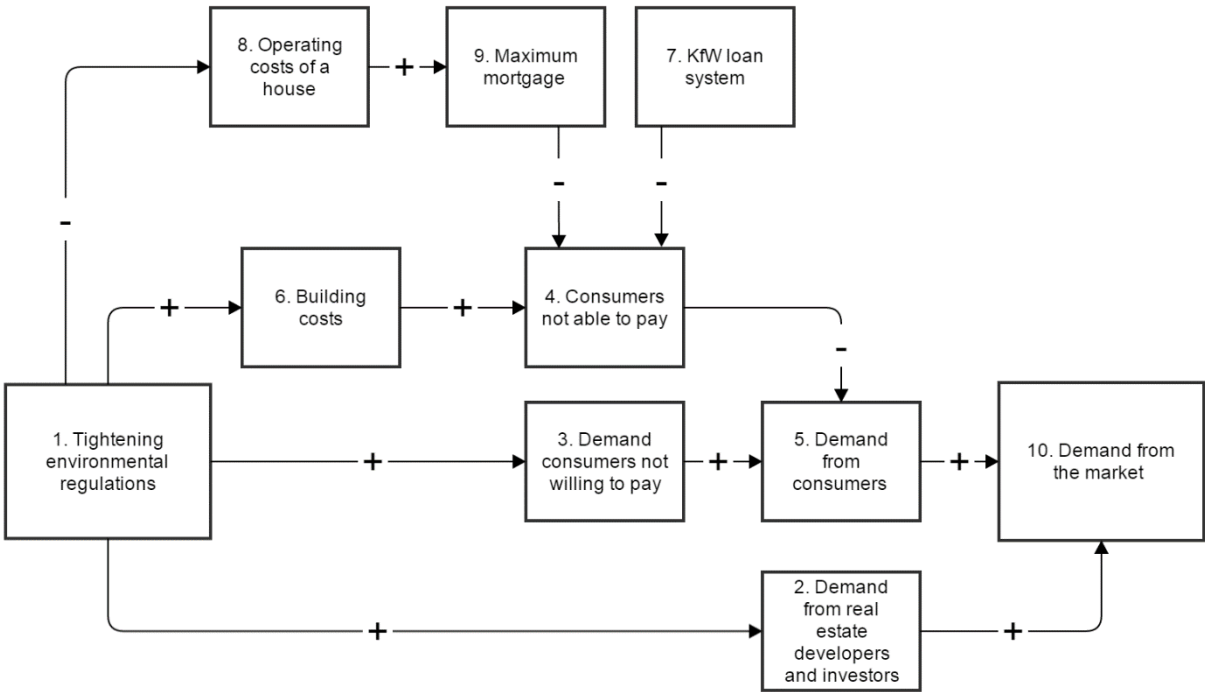 8. Operating
costs of a
house
+
9. Maximum
mortgage
7. KfW loan
system
-
-
-
+
6. Building
costs
+
4. Consumers
not able to pay
-
1. Tightening
environmental
regulations
+
3. Demand
consumers not
willing to pay
+
5. Demand
from
consumers
+
10. Demand from
the market
+
2. Demand
from real
estate
developers
and investors
+